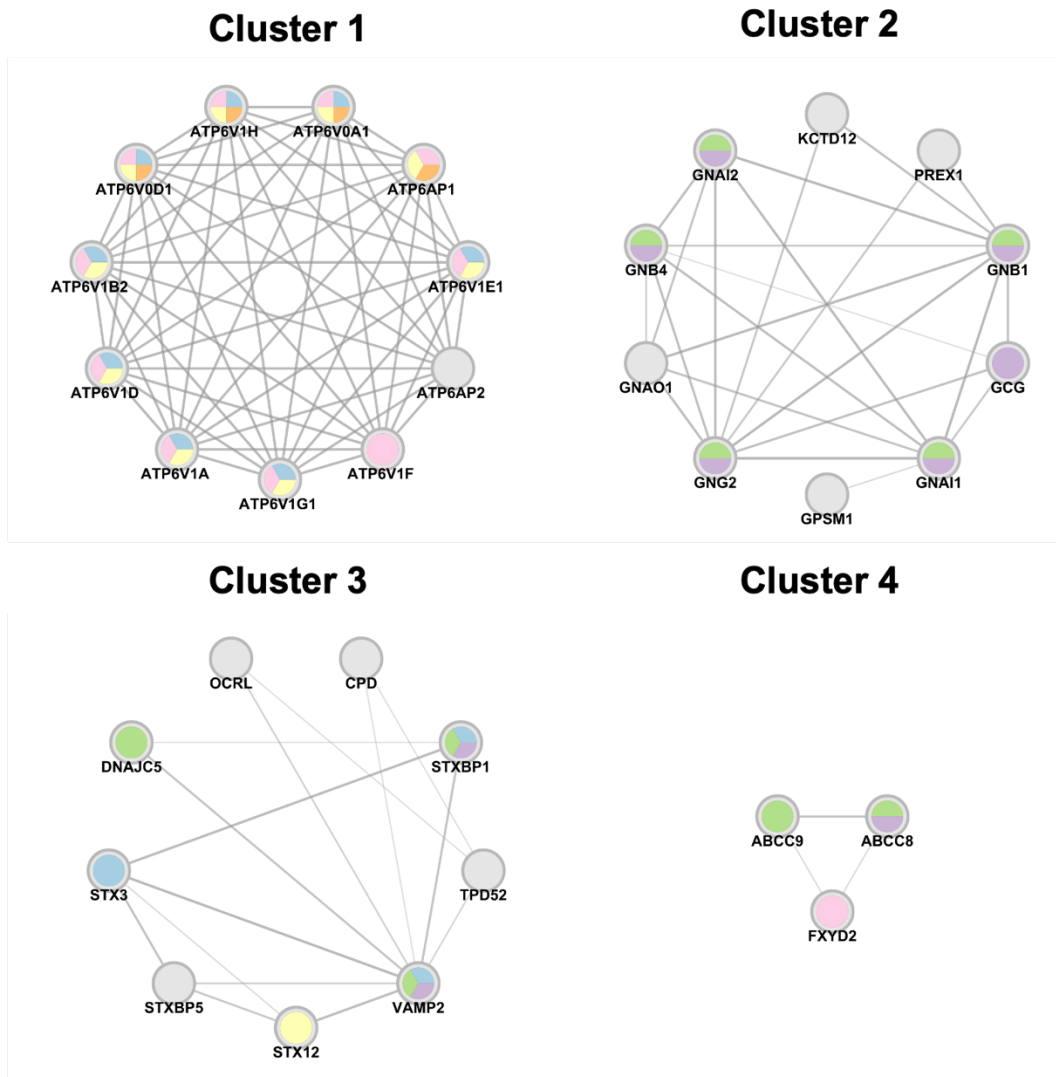 Cluster 1
Cluster 2
ATP6V1H
ATP6V0A1
ATP6V0D1
ATP6AP1
ATP6V1B2
ATP6V1E1
ATP6V1D
ATP6AP2
ATP6V1A
ATP6V1F
ATP6V1G1
KCTD12
GNAI2
PREX1
GNB4
GNB1
GNAO1
GCG
GNG2
GNAI1
GPSM1
Cluster 3
Cluster 4
OCRL
CPD
DNAJC5
STXBP1
STX3
TPD52
STXBP5
VAMP2
STX12
ABCC9
ABCC8
FXYD2